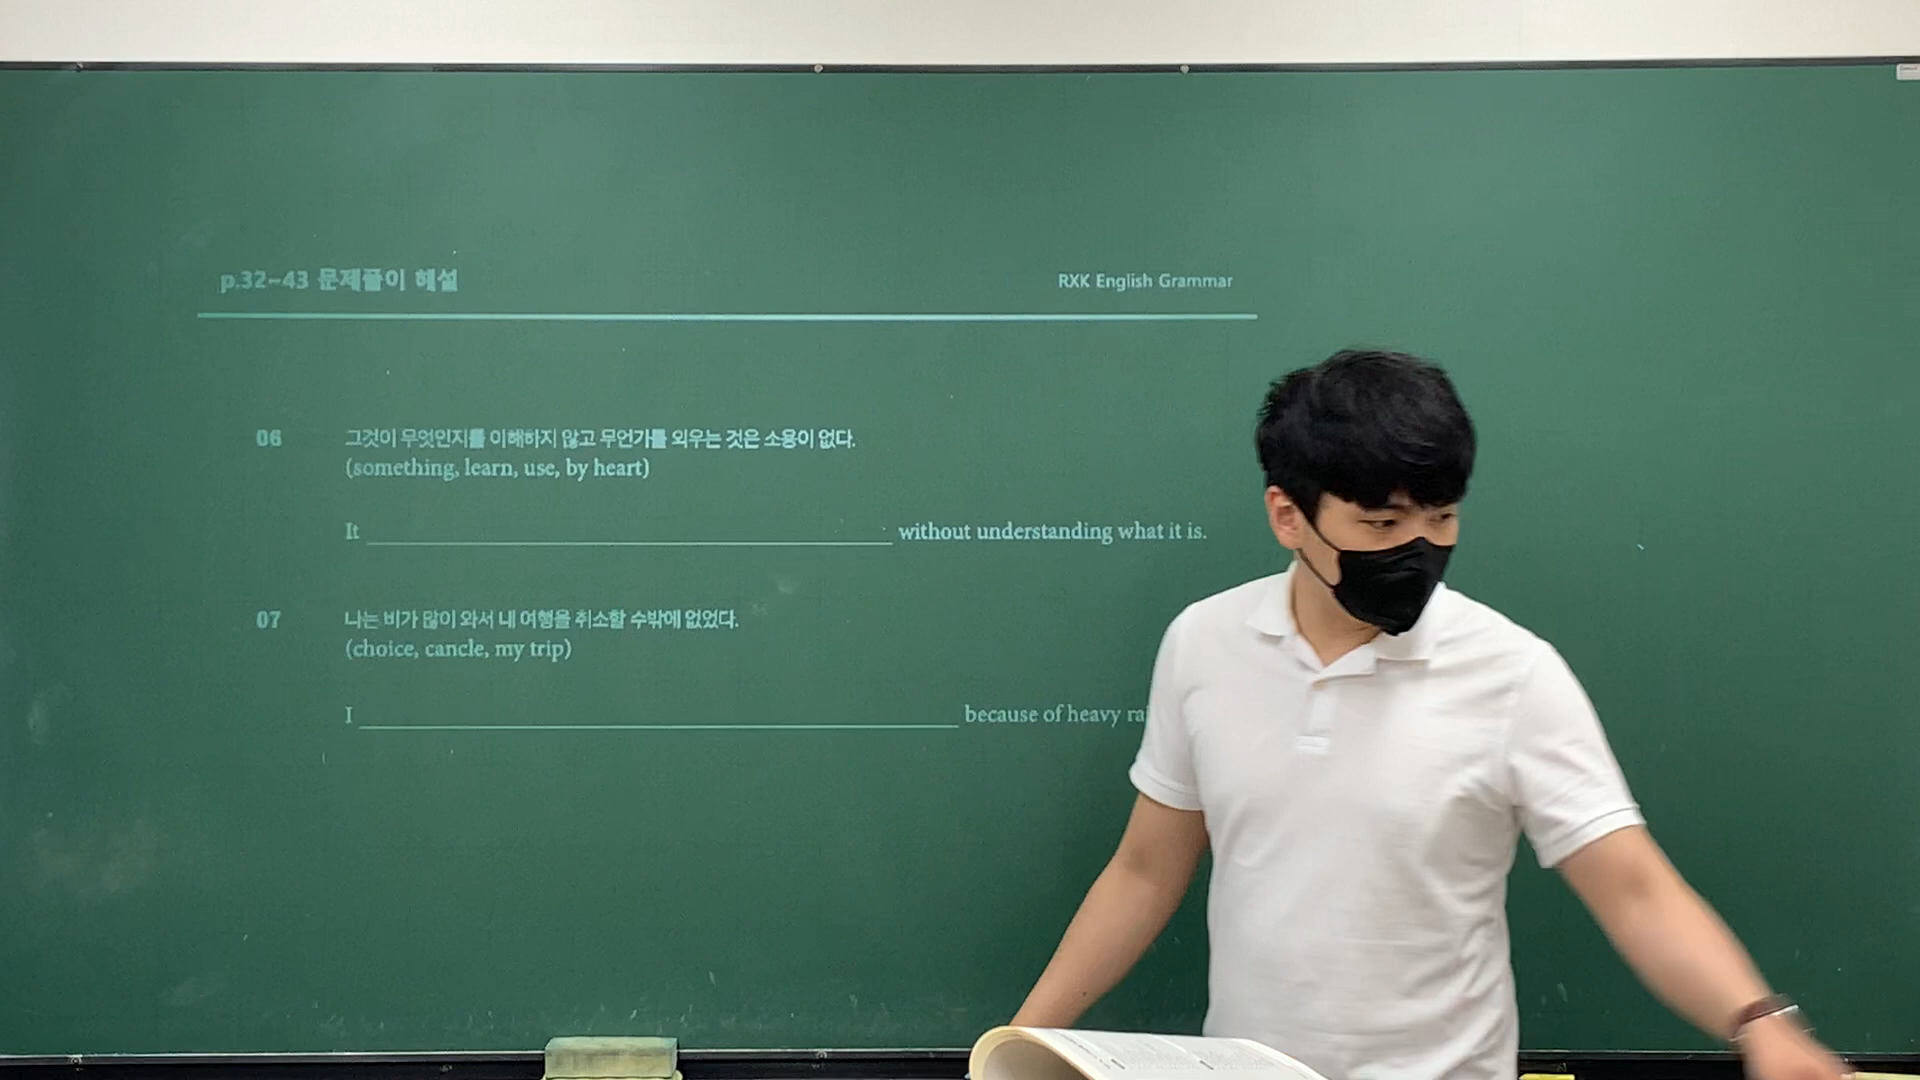 p.32-43 문제풀이 해설
RXK English Grammar
06 그것이 무엇인지를 이해하지 않고 무언가를 외우는 것은 소용이 없다.
(something, learn, use, by heart)
It without understanding what it is.
07 나는 비가 많이 와서 내 여행을 취소할 수밖에 없었다.
(choice, cancle, my trip)
I because of heavy